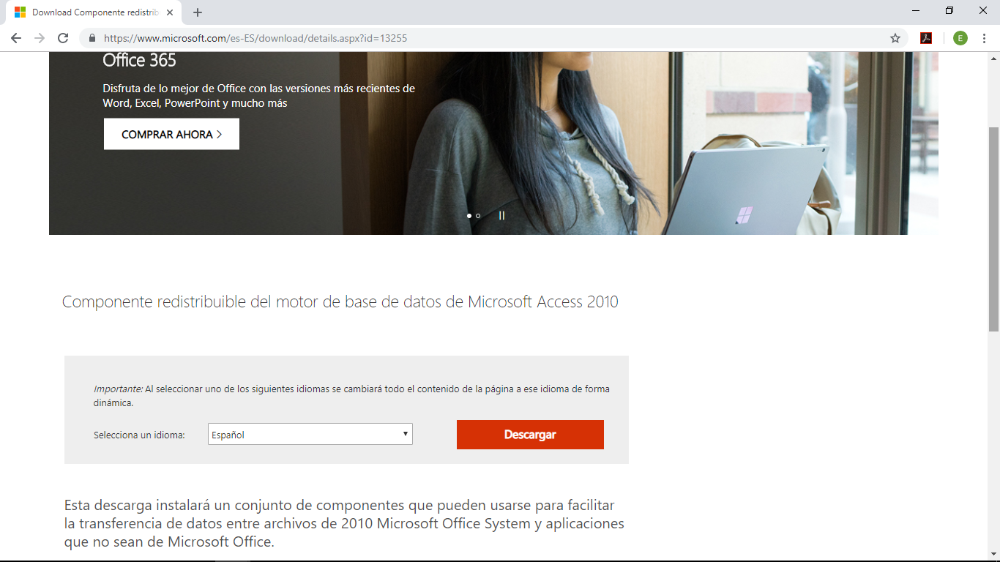 Download Componente redistrib
https://www.microsoft.com/es-ES/download/details.aspx?id=13255
E
Office 365
Disfruta de lo mejor de Office con las versiones más recientes de
Word, Excel, PowerPoint y mucho más
COMPRAR AHORA
Componente redistribuible del motor de base de datos de Microsoft Access 2010
Importante: Al seleccionar uno de los siguientes idiomas se cambiará todo el contenido de la página a ese idioma de forma
dinámica.
Selecciona un idioma: Español Descargar
Esta descarga instalará un conjunto de componentes que pueden usarse para facilitar
la transferencia de datos entre archivos de 2010 Microsoft Office System y aplicaciones
que no sean de Microsoft Office.